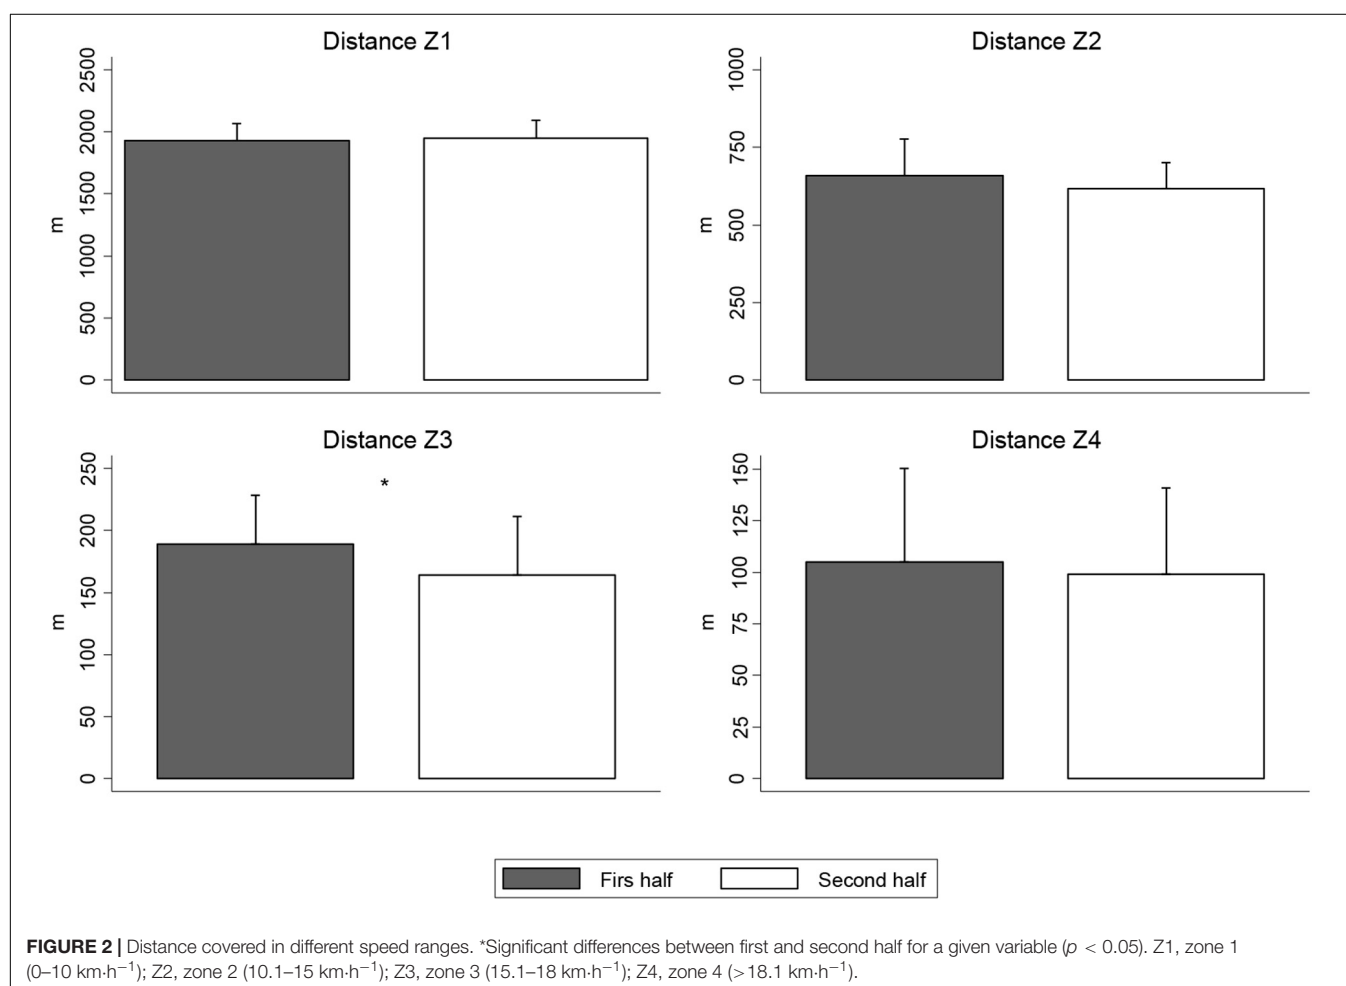 Distance Z1
2500
2000
1500
1000
500
0
m
Distance Z2
1000
750
500
250
0
m
Distance Z3
250
200
150
100
50
0
m
*
Distance Z4
150
125
100
75
50
25
0
m
Firs half
Second half
FIGURE 2 | Distance covered in different speed ranges. *Significant differences between first and second half for a given variable (p < 0.05). Z1, zone 1
(0–10 km·h⁻¹); Z2, zone 2 (10.1–15 km·h⁻¹); Z3, zone 3 (15.1–18 km·h⁻¹); Z4, zone 4 (>18.1 km·h⁻¹).